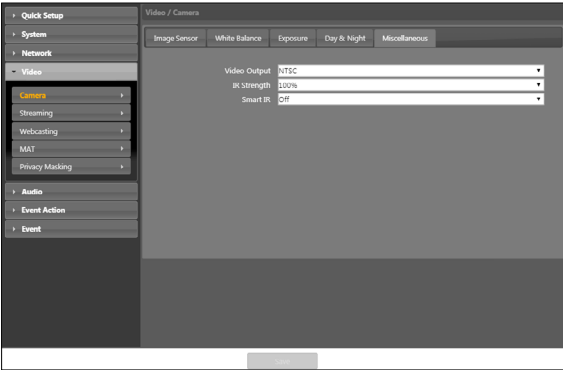 Quick Setup
System
Network
Video
Camera
Streaming
Webcasting
MAT
Privacy Masking
Audio
Event Action
Event
Video / Camera
Image Sensor White Balance Exposure Day & Night Miscellaneous
Video Output NTSC
IR Strength 100%
Smart IR Off